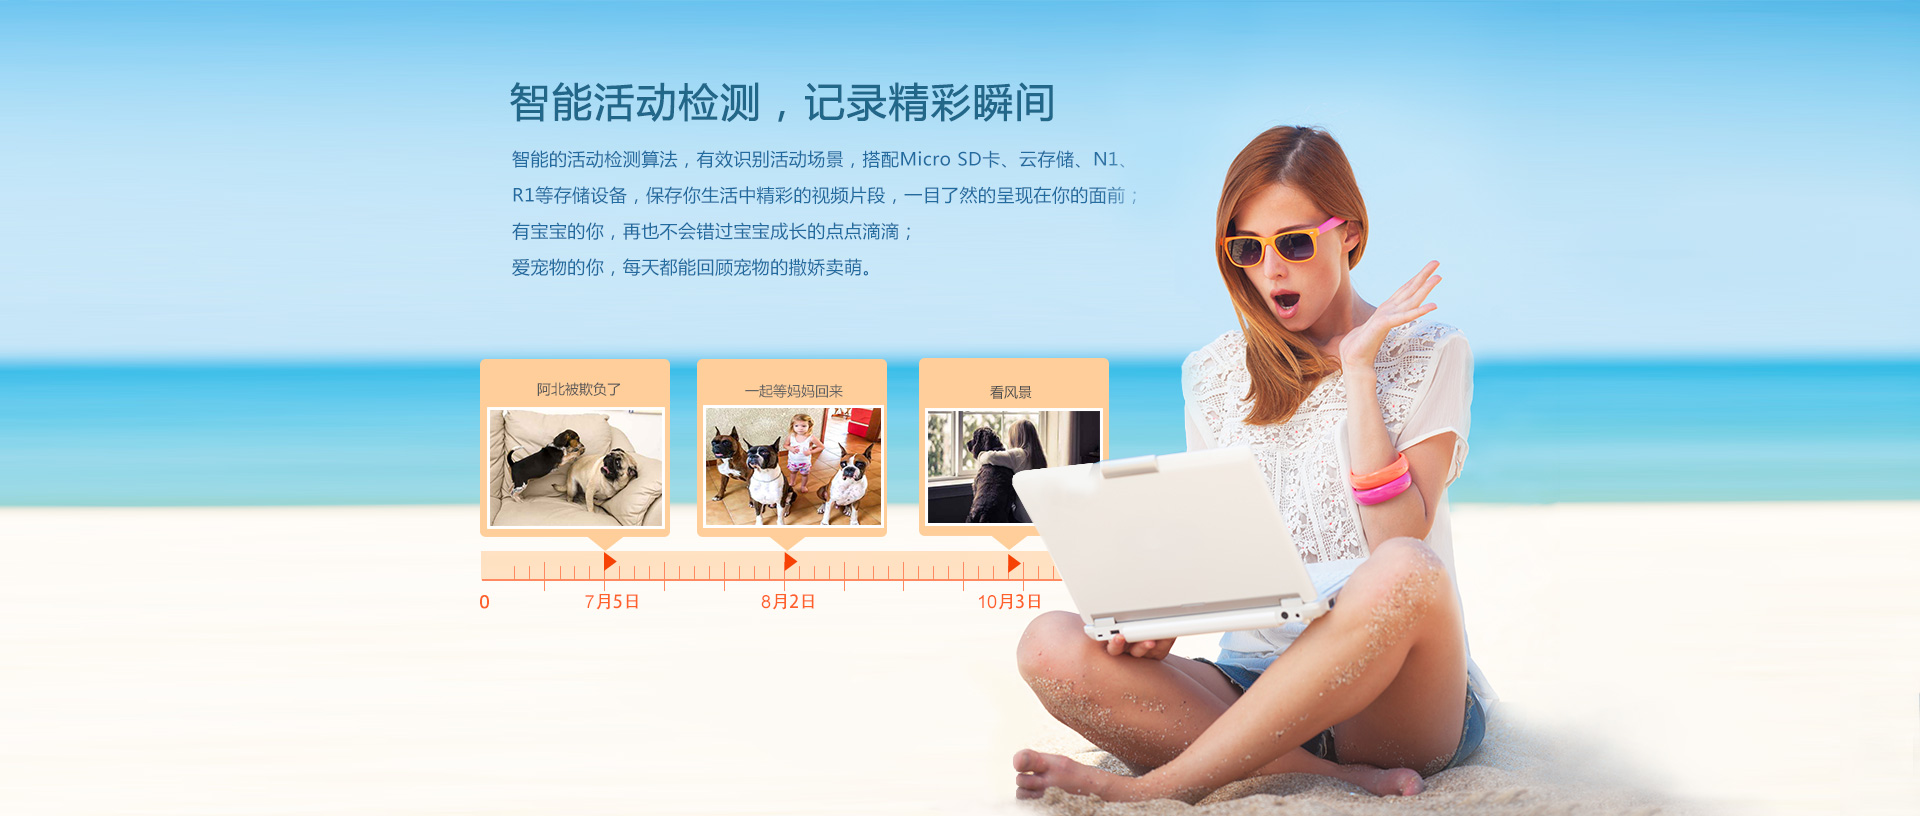 智能活动检测，记录精彩瞬间
智能的活动检测算法，有效识别活动场景，搭配Micro SD卡、云存储、N1、
R1等存储设备，保存你生活中精彩的视频片段，一目了然的呈现在你的面前；
有宝宝的你，再也不会错过宝宝成长的点点滴滴；
爱宠物的你，每天都能回顾宠物的撒娇卖萌。
阿北被欺负了
一起等妈妈回来
看风景
0
7月5日
8月2日
10月3日